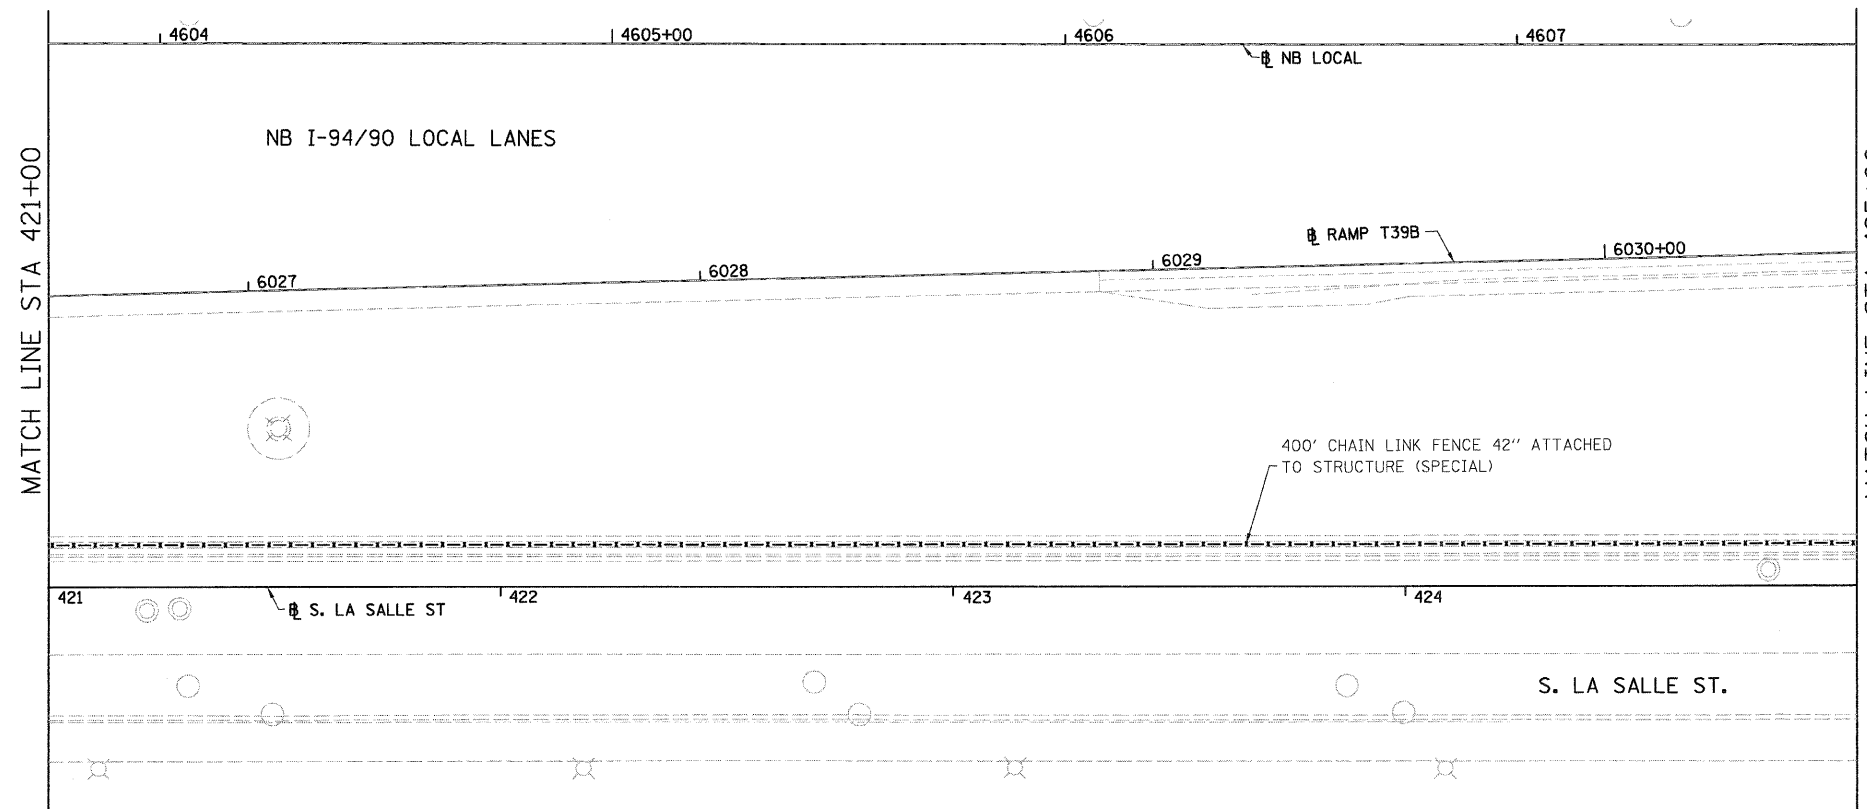 4604
4605+00
4606
4607
℄ NB LOCAL
NB I-94/90 LOCAL LANES
MATCH LINE STA 421+00
℄ RAMP T39B
6027
6028
6029
6030+00
400' CHAIN LINK FENCE 42" ATTACHED
TO STRUCTURE (SPECIAL)
421
422
423
424
℄ S. LA SALLE ST
S. LA SALLE ST.